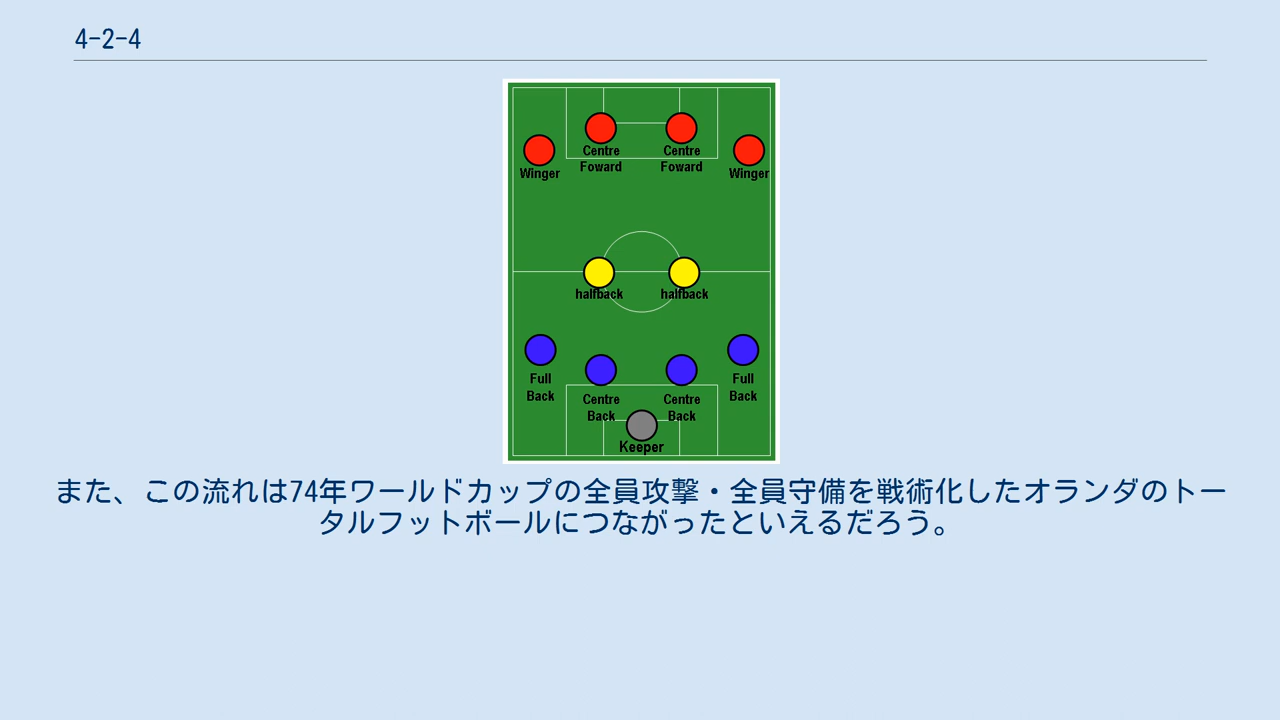 4-2-4
Centre
Foward
Centre
Foward
Winger
Winger
halfback
halfback
Full
Back
Full
Back
Centre
Back
Centre
Back
Keeper
また、この流れは74年ワールドカップの全員攻撃・全員守備を戦術化したオランダのトー
タルフットボールにつながったといえるだろう。